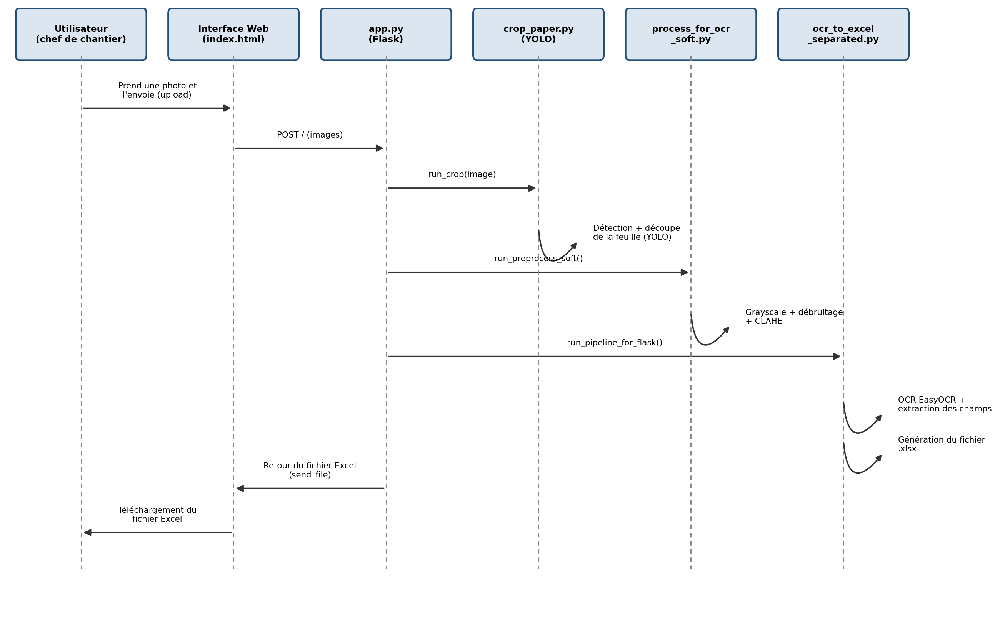 Utilisateur
(chef de chantier)
Interface Web
(index.html)
app.py
(Flask)
crop_paper.py
(YOLO)
process_for_ocr
_soft.py
ocr_to_excel
_separated.py
Prend une photo et
l'envoie (upload)
POST / (images)
run_crop(image)
Détection + découpe
de la feuille (YOLO)
run_preprocess_soft()
Grayscale + débruitage
+ CLAHE
run_pipeline_for_flask()
OCR EasyOCR +
extraction des champs
Génération du fichier
.xlsx
Retour du fichier Excel
(send_file)
Téléchargement du
fichier Excel